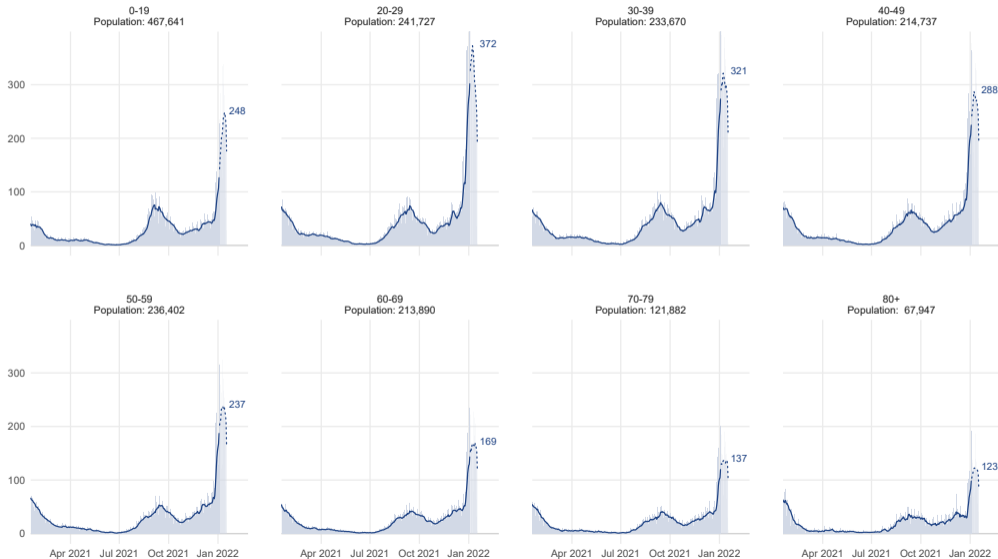 0-19
Population: 467,641
20-29
Population: 241,727
30-39
Population: 233,670
40-49
Population: 214,737
300
200
100
0
248
372
321
288
Apr 2021 Jul 2021 Oct 2021 Jan 2022
50-59
Population: 236,402
60-69
Population: 213,890
70-79
Population: 121,882
80+
Population: 67,947
300
200
100
0
237
169
137
123
Apr 2021 Jul 2021 Oct 2021 Jan 2022
Apr 2021 Jul 2021 Oct 2021 Jan 2022
Apr 2021 Jul 2021 Oct 2021 Jan 2022